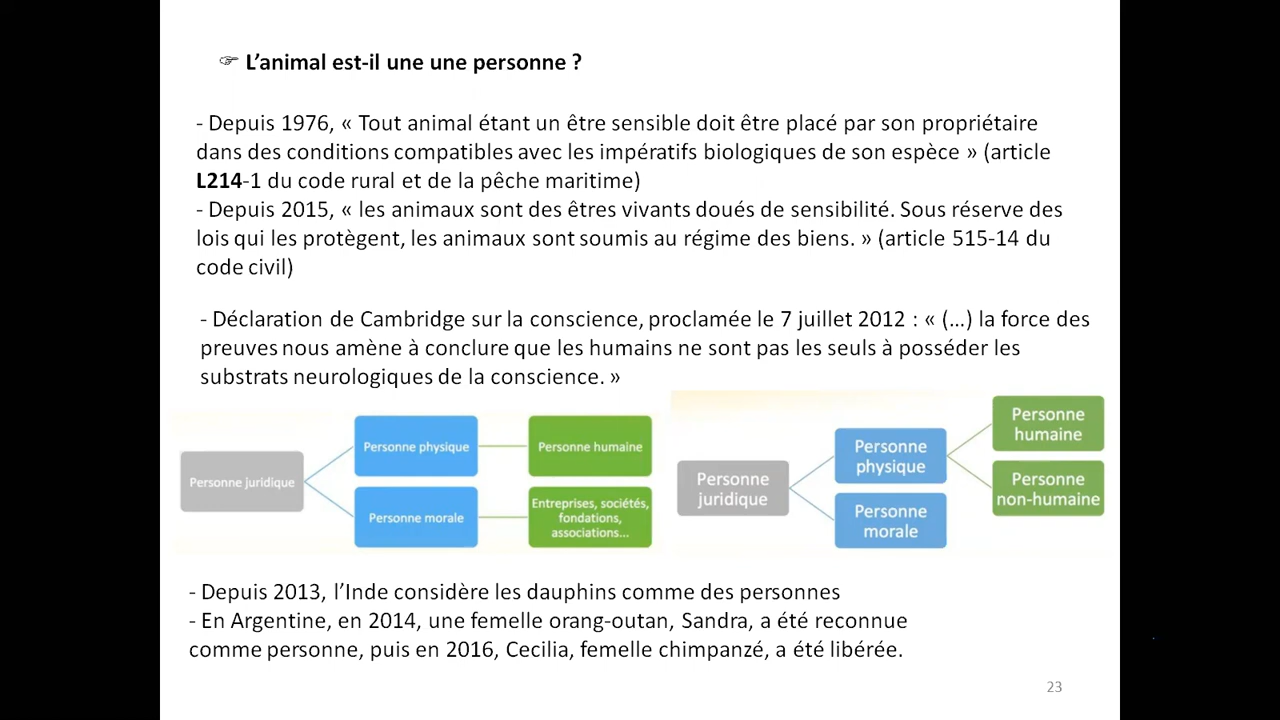 ☞ L’animal est-il une une personne ?
- Depuis 1976, « Tout animal étant un être sensible doit être placé par son propriétaire
dans des conditions compatibles avec les impératifs biologiques de son espèce » (article
L214-1 du code rural et de la pêche maritime)
- Depuis 2015, « les animaux sont des êtres vivants doués de sensibilité. Sous réserve des
lois qui les protègent, les animaux sont soumis au régime des biens. » (article 515-14 du
code civil)
- Déclaration de Cambridge sur la conscience, proclamée le 7 juillet 2012 : « (…) la force des
preuves nous amène à conclure que les humains ne sont pas les seuls à posséder les
substrats neurologiques de la conscience. »
Personne juridique
Personne physique
Personne humaine
Personne morale
Entreprises, sociétés,
fondations,
associations...
Personne
juridique
Personne
physique
Personne
morale
Personne
humaine
Personne
non-humaine
- Depuis 2013, l’Inde considère les dauphins comme des personnes
- En Argentine, en 2014, une femelle orang-outan, Sandra, a été reconnue
comme personne, puis en 2016, Cecilia, femelle chimpanzé, a été libérée.
23